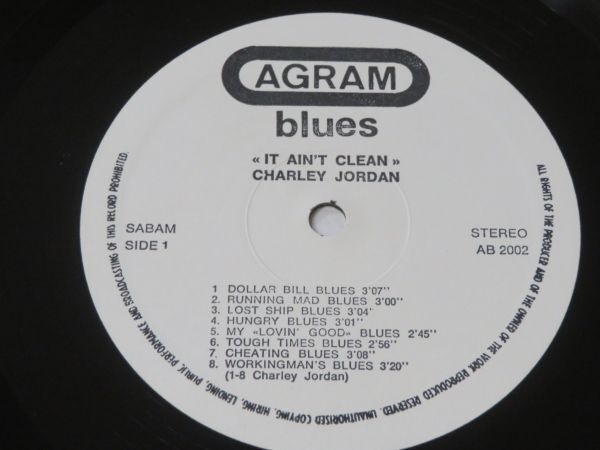 AGRAM
blues
« IT AIN'T CLEAN »
CHARLEY JORDAN
SABAM
SIDE 1
STEREO
AB 2002
1 DOLLAR BILL BLUES 3'07''
2. RUNNING MAD BLUES 3'00''
3. LOST SHIP BLUES 3'04''
4. HUNGRY BLUES 3'01''
5. MY «LOVIN' GOOD» BLUES 2'45''
6. TOUGH TIMES BLUES 2'56''
7. CHEATING BLUES 3'08''
8. WORKINGMAN'S BLUES 3'20''
(1-8 Charley Jordan)
ALL RIGHTS OF THE PRODUCER AND OF THE OWNER OF THE WORK REPRODUCED RESERVED. UNAUTHORISED COPYING, HIRING, LENDING, PUBLIC PERFORMANCE AND BROADCASTING OF THIS RECORD PROHIBITED.